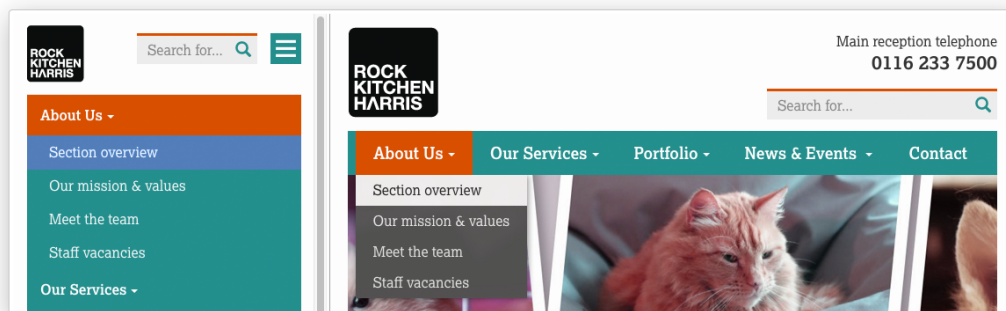 ROCK
KITCHEN
HARRIS
Search for...
About Us
Section overview
Our mission & values
Meet the team
Staff vacancies
Our Services
ROCK
KITCHEN
HARRIS
Main reception telephone
0116 233 7500
Search for...
About Us Our Services Portfolio News & Events Contact
Section overview
Our mission & values
Meet the team
Staff vacancies